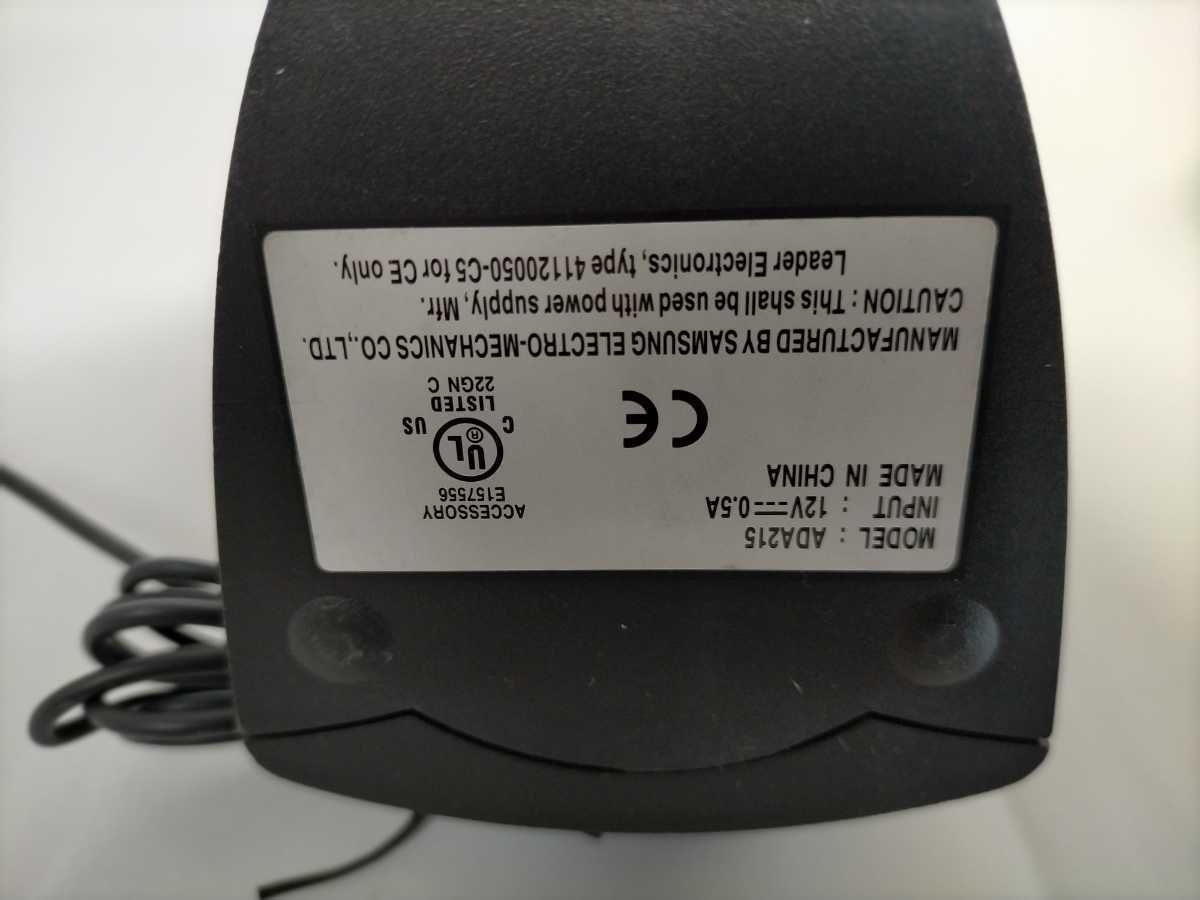 MODEL : ADA215
INPUT : 12V⎓0.5A
MADE IN CHINA
ACCESSORY
E157556
C UL ® US
LISTED
22GN C
CE
MANUFACTURED BY SAMSUNG ELECTRO-MECHANICS CO,.LTD.
CAUTION : This shall be used with power supply, Mfr.
Leader Electronics, type 41120050-C5 for CE only.